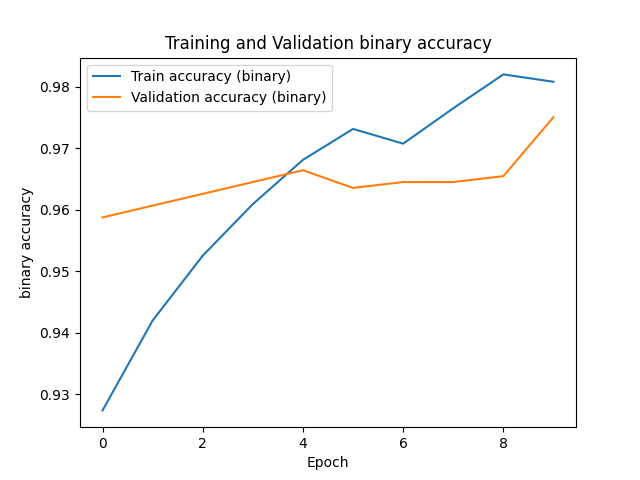 Training and Validation binary accuracy
Train accuracy (binary)
Validation accuracy (binary)
binary accuracy
0.98
0.97
0.96
0.95
0.94
0.93
0 2 4 6 8
Epoch